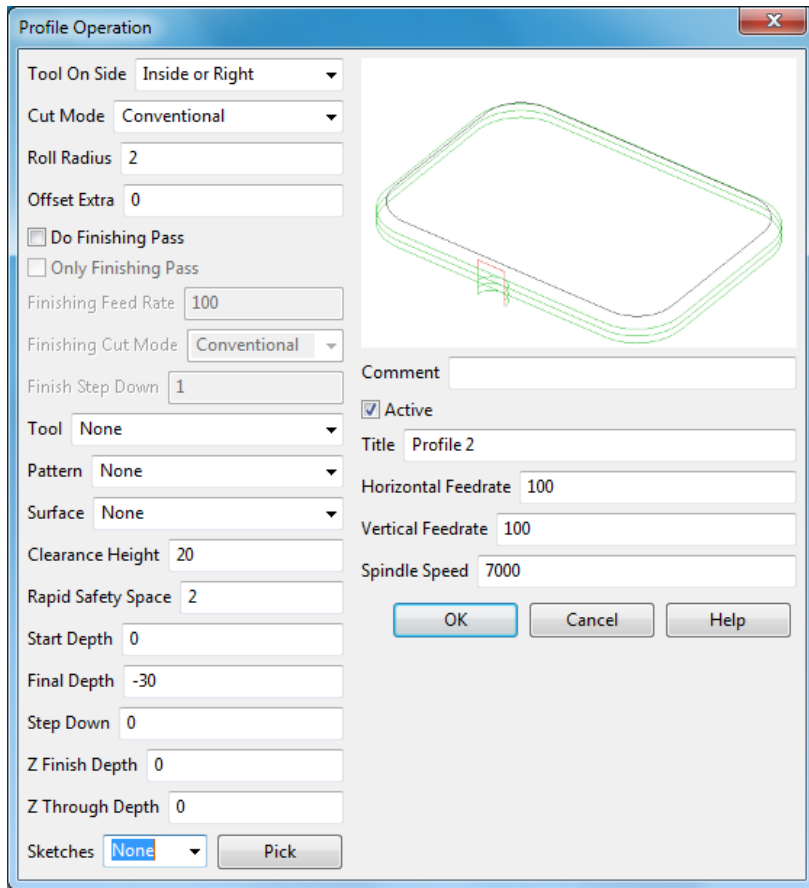 Profile Operation
Tool On Side Inside or Right
Cut Mode Conventional
Roll Radius 2
Offset Extra 0
Do Finishing Pass
Only Finishing Pass
Finishing Feed Rate 100
Finishing Cut Mode Conventional
Finish Step Down 1
Tool None
Pattern None
Surface None
Clearance Height 20
Rapid Safety Space 2
Start Depth 0
Final Depth -30
Step Down 0
Z Finish Depth 0
Z Through Depth 0
Sketches None Pick
Comment
Active
Title Profile 2
Horizontal Feedrate 100
Vertical Feedrate 100
Spindle Speed 7000
OK Cancel Help